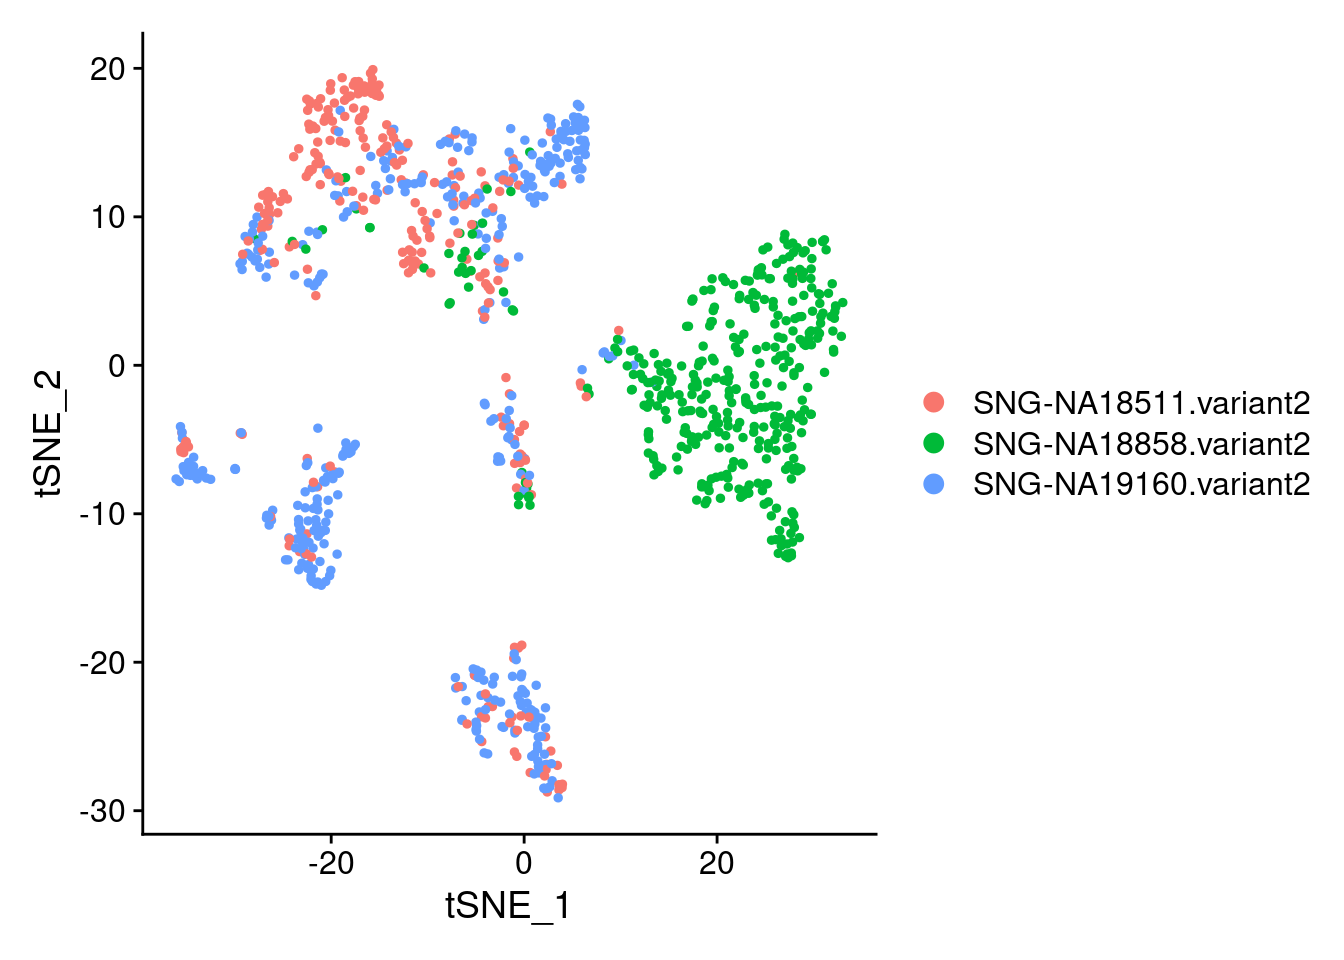 20
10
0
-10
-20
-30
tSNE_2
-20 0 20
tSNE_1
SNG-NA18511.variant2
SNG-NA18858.variant2
SNG-NA19160.variant2